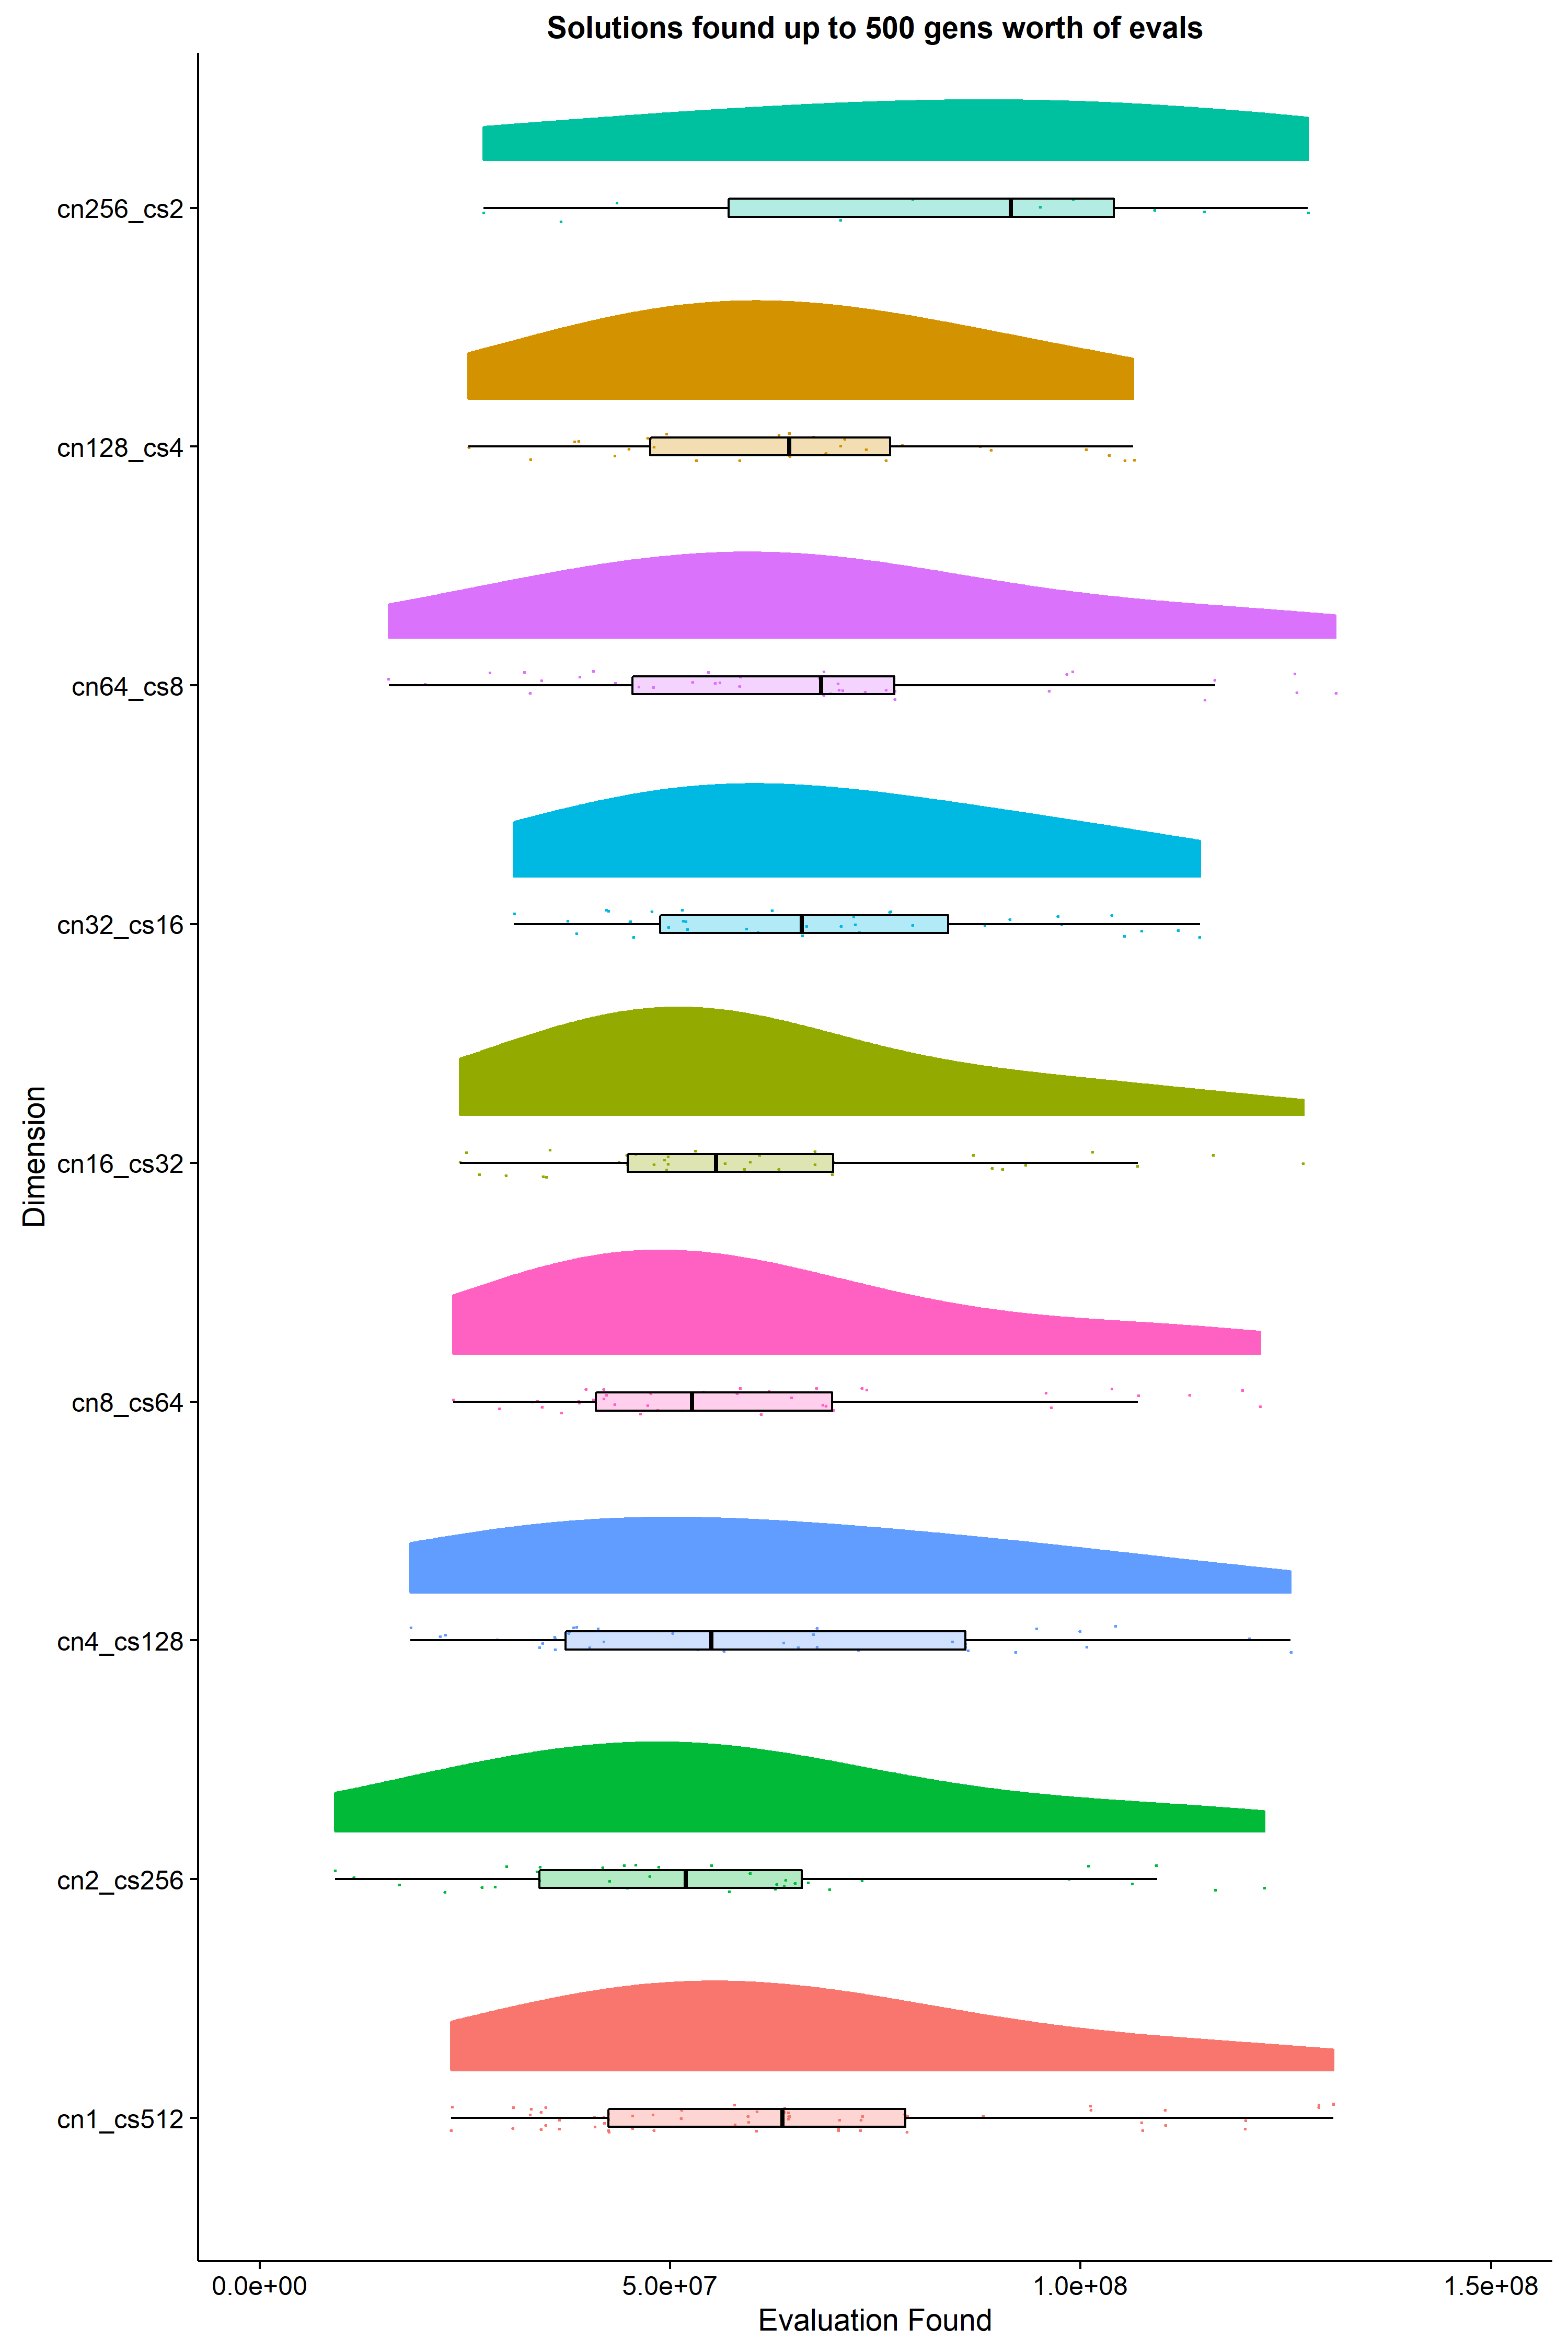 Solutions found up to 500 gens worth of evals
cn256_cs2
cn128_cs4
cn64_cs8
cn32_cs16
cn16_cs32
Dimension
cn8_cs64
cn4_cs128
cn2_cs256
cn1_cs512
0.0e+00 5.0e+07 1.0e+08 1.5e+08
Evaluation Found